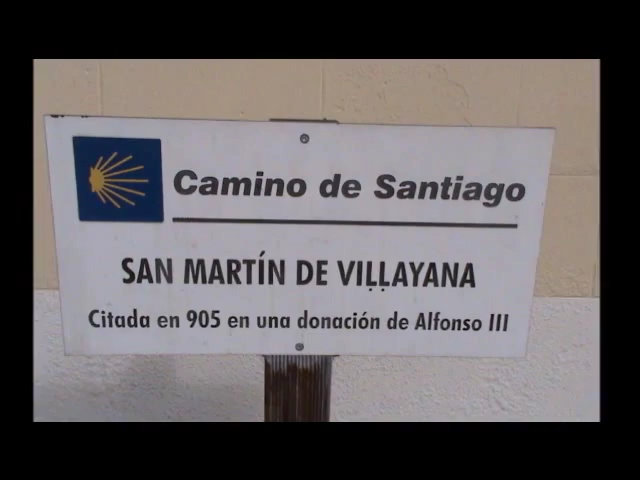 Camino de Santiago
SAN MARTÍN DE VIḶḶAYANA
Citada en 905 en una donación de Alfonso III